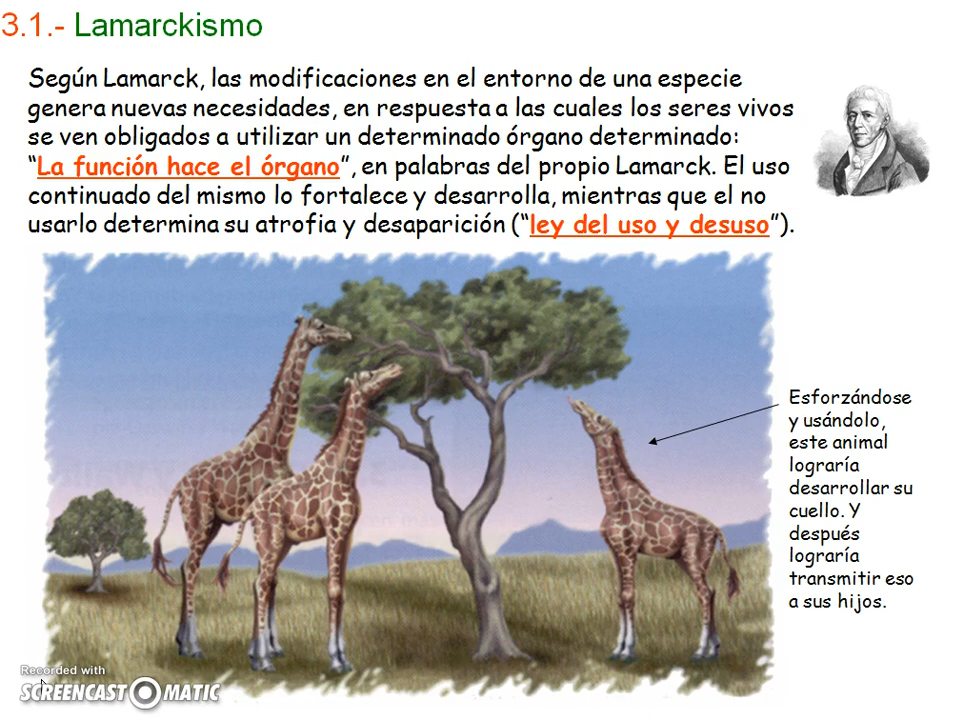 3.1.- Lamarckismo
Según Lamarck, las modificaciones en el entorno de una especie
genera nuevas necesidades, en respuesta a las cuales los seres vivos
se ven obligados a utilizar un determinado órgano determinado:
“La función hace el órgano”, en palabras del propio Lamarck. El uso
continuado del mismo lo fortalece y desarrolla, mientras que el no
usarlo determina su atrofia y desaparición (“ley del uso y desuso”).
Esforzándose
y usándolo,
este animal
lograría
desarrollar su
cuello. Y
después
lograría
transmitir eso
a sus hijos.
Recorded with
SCREENCAST-O-MATIC